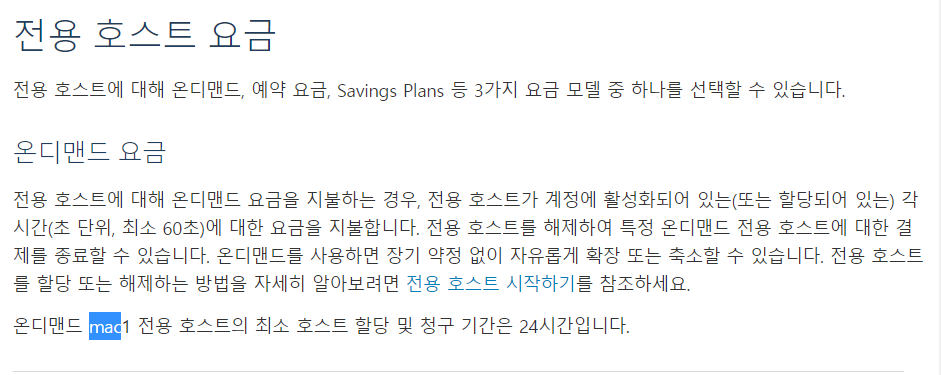 전용 호스트 요금
전용 호스트에 대해 온디맨드, 예약 요금, Savings Plans 등 3가지 요금 모델 중 하나를 선택할 수 있습니다.
온디맨드 요금
전용 호스트에 대해 온디맨드 요금을 지불하는 경우, 전용 호스트가 계정에 활성화되어 있는(또는 할당되어 있는) 각
시간(초 단위, 최소 60초)에 대한 요금을 지불합니다. 전용 호스트를 해제하여 특정 온디맨드 전용 호스트에 대한 결
제를 종료할 수 있습니다. 온디맨드를 사용하면 장기 약정 없이 자유롭게 확장 또는 축소할 수 있습니다. 전용 호스트
를 할당 또는 해제하는 방법을 자세히 알아보려면 전용 호스트 시작하기를 참조하세요.
온디맨드 mac1 전용 호스트의 최소 호스트 할당 및 청구 기간은 24시간입니다.